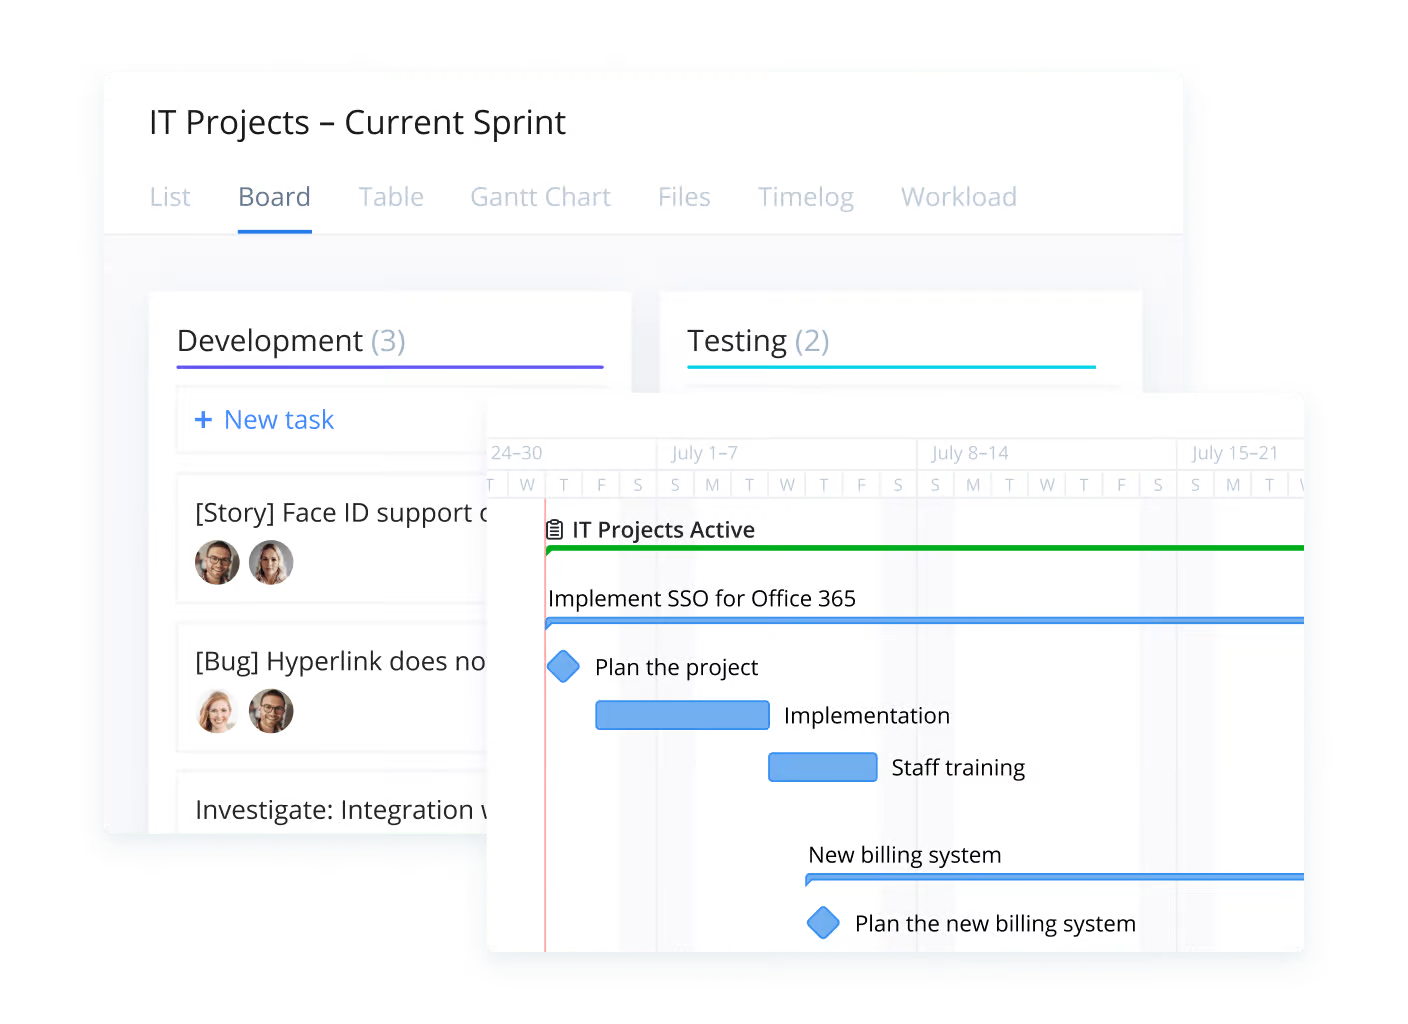 IT Projects – Current Sprint
List Board Table Gantt Chart Files Timelog Workload
Development (3)
+ New task
[Story] Face ID support
[Bug] Hyperlink does no
Investigate: Integration
Testing (2)
24–30 July 1–7 July 8–14 July 15–21
T W T F S S M T W T F S S M T W T F S S M T
IT Projects Active
Implement SSO for Office 365
Plan the project
Implementation
Staff training
New billing system
Plan the new billing system